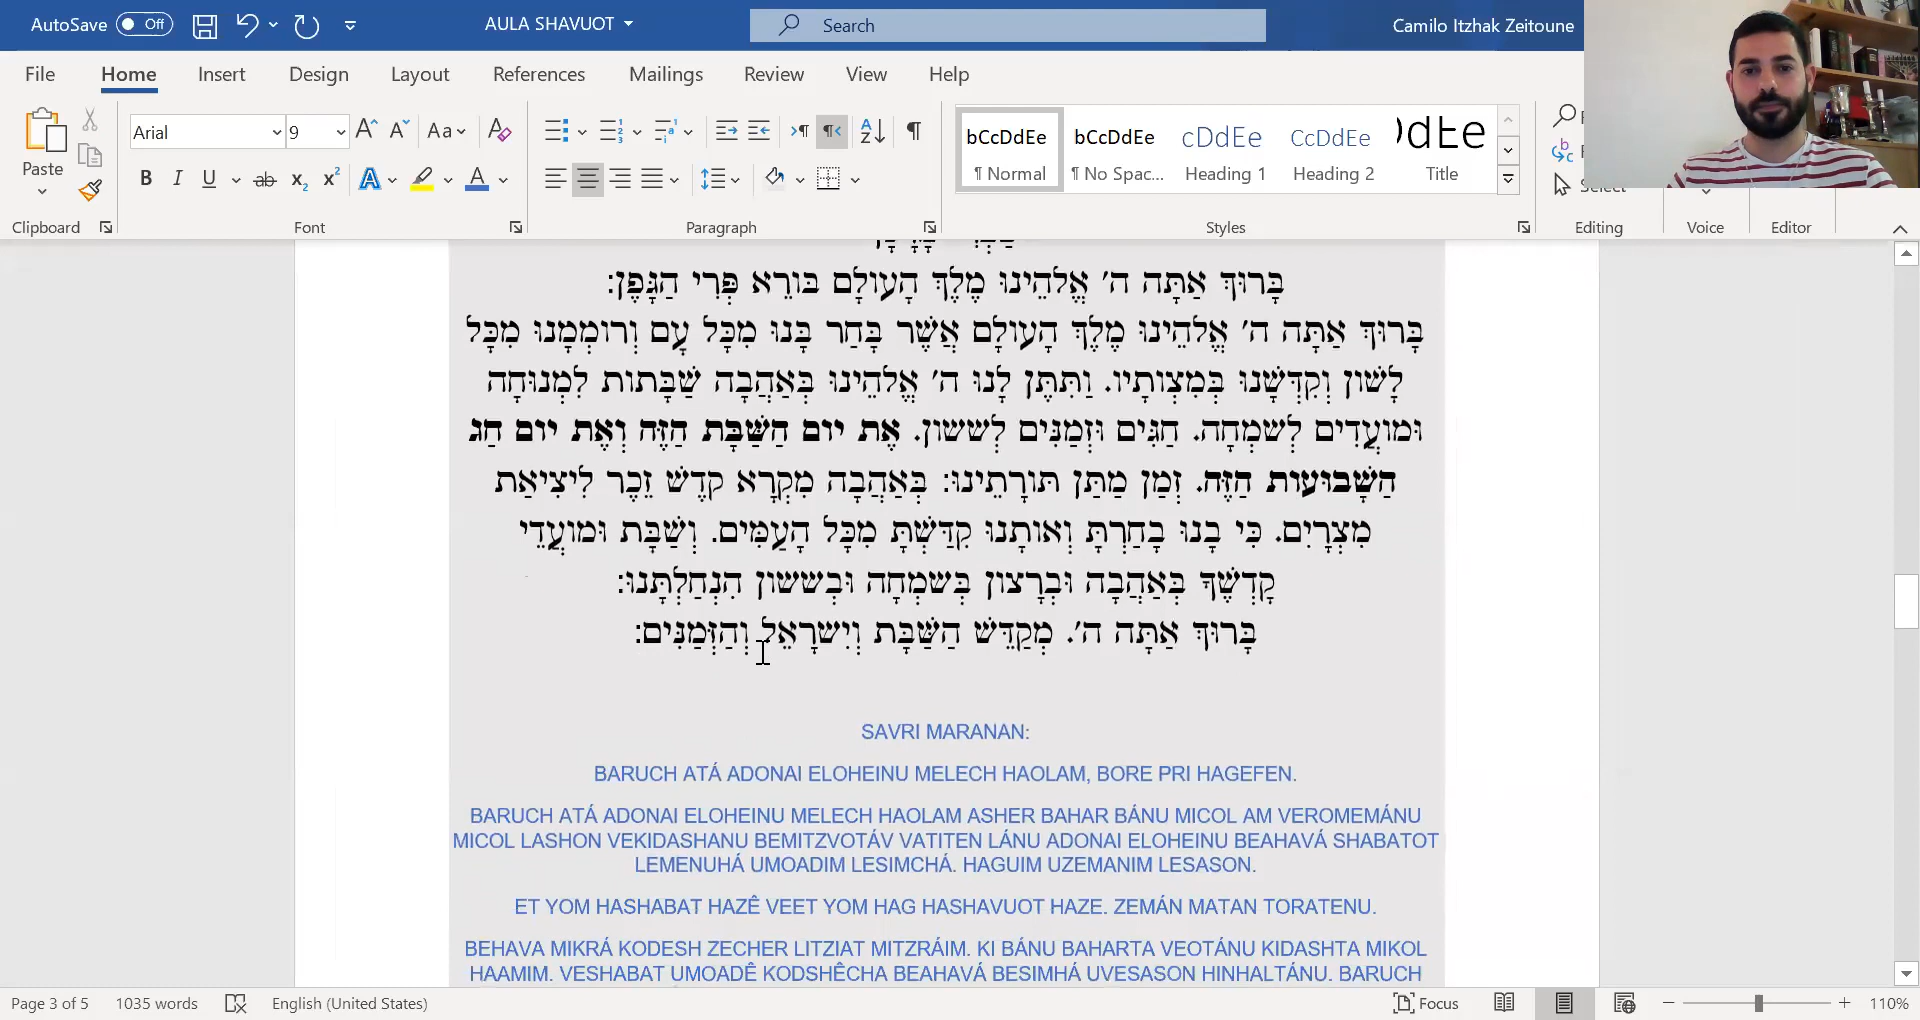 AutoSave Off AULA SHAVUOT Search Camilo Itzhak Zeitoune
File Home Insert Design Layout References Mailings Review View Help
Arial 9 Aa
Paste
B I U ab x₂ x² A A
bCcDdEe bCcDdEe cDdEe CcDdEe
¶ Normal ¶ No Spac... Heading 1 Heading 2 Title
Select
Clipboard Font Paragraph Styles Editing Voice Editor
בָּרוּךְ אַתָּה ה' אֱלֹהֵינוּ מֶלֶךְ הָעוֹלָם בּוֹרֵא פְּרִי הַגָּפֶן:
בָּרוּךְ אַתָּה ה' אֱלֹהֵינוּ מֶלֶךְ הָעוֹלָם אֲשֶׁר בָּחַר בָּנוּ מִכָּל עָם וְרוֹמְמָנוּ מִכָּל
לָשׁוֹן וְקִדְּשָׁנוּ בְּמִצְוֹתָיו. וַתִּתֶּן לָנוּ ה' אֱלֹהֵינוּ בְּאַהֲבָה שַׁבָּתוֹת לִמְנוּחָה
וּמוֹעֲדִים לְשִׂמְחָה. חַגִּים וּזְמַנִּים לְשָׂשׂוֹן. אֶת יוֹם הַשַּׁבָּת הַזֶּה וְאֶת יוֹם חַג
הַשָּׁבוּעוֹת הַזֶּה. זְמַן מַתַּן תּוֹרָתֵינוּ: בְּאַהֲבָה מִקְרָא קֹדֶשׁ זֵכֶר לִיצִיאַת
מִצְרָיִם. כִּי בָנוּ בָחַרְתָּ וְאוֹתָנוּ קִדַּשְׁתָּ מִכָּל הָעַמִּים. וְשַׁבָּת וּמוֹעֲדֵי
קָדְשֶׁךָ בְּאַהֲבָה וּבְרָצוֹן בְּשִׂמְחָה וּבְשָׂשׂוֹן הִנְחַלְתָּנוּ:
בָּרוּךְ אַתָּה ה'. מְקַדֵּשׁ הַשַּׁבָּת וְיִשְׂרָאֵל וְהַזְּמַנִּים:
SAVRI MARANAN:
BARUCH ATÁ ADONAI ELOHEINU MELECH HAOLAM, BORE PRI HAGEFEN.
BARUCH ATÁ ADONAI ELOHEINU MELECH HAOLAM ASHER BAHAR BÁNU MICOL AM VEROMEMÁNU
MICOL LASHON VEKIDASHANU BEMITZVOTÁV VATITEN LÁNU ADONAI ELOHEINU BEAHAVÁ SHABATOT
LEMENUHÁ UMOADIM LESIMCHÁ. HAGUIM UZEMANIM LESASON.
ET YOM HASHABAT HAZÊ VEET YOM HAG HASHAVUOT HAZE. ZEMÁN MATAN TORATENU.
BEHAVA MIKRÁ KODESH ZECHER LITZIAT MITZRÁIM. KI BÁNU BAHARTA VEOTÁNU KIDASHTA MIKOL
HAAMIM. VESHABAT UMOADÊ KODSHÊCHA BEAHAVÁ BESIMHÁ UVESASON HINHALTÁNU. BARUCH
Page 3 of 5 1035 words English (United States) Focus 110%